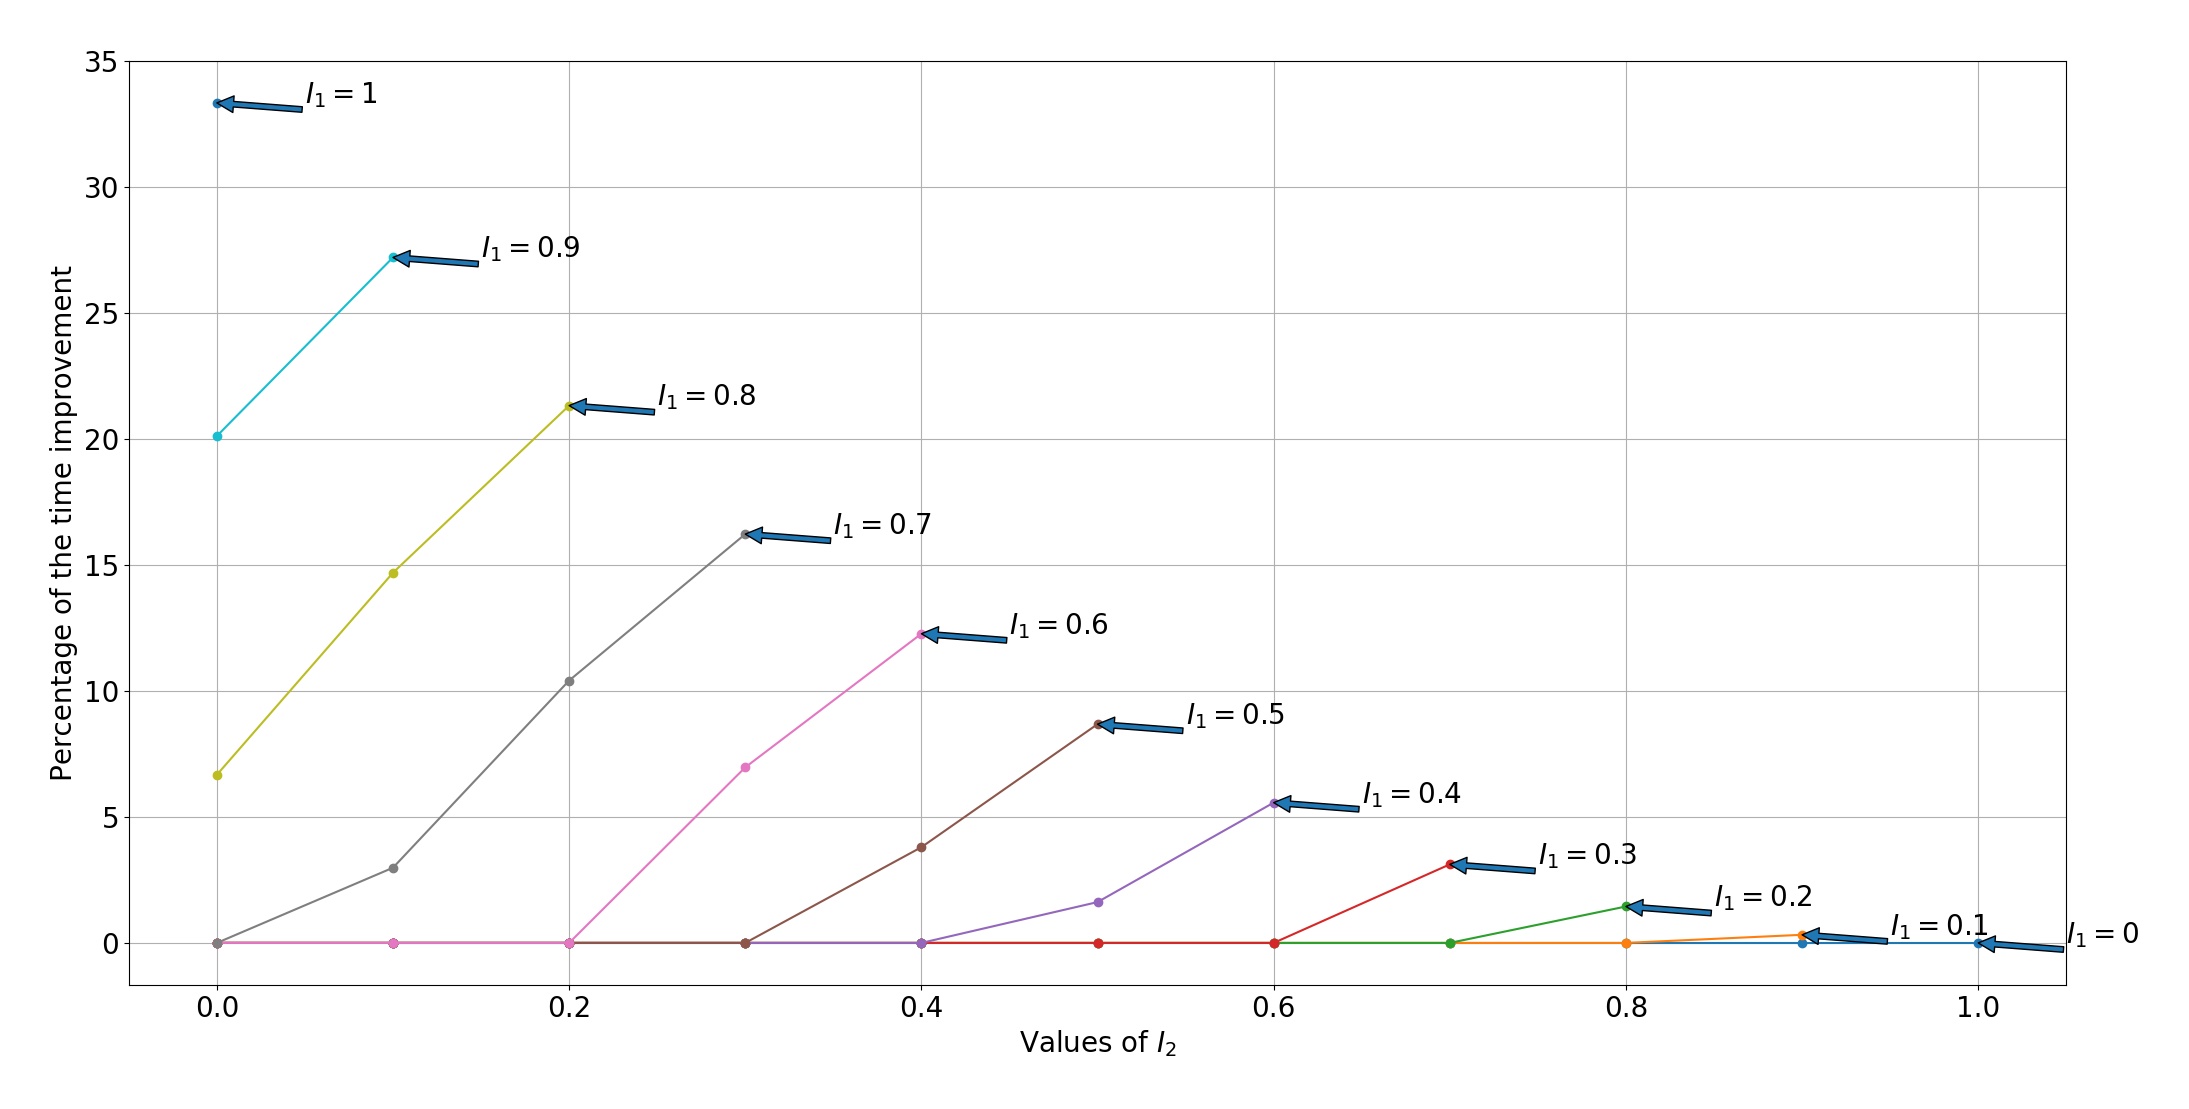 35
30
25
20
15
10
5
0
Percentage of the time improvement
I₁ = 1
I₁ = 0.9
I₁ = 0.8
I₁ = 0.7
I₁ = 0.6
I₁ = 0.5
I₁ = 0.4
I₁ = 0.3
I₁ = 0.2
I₁ = 0.1
I₁ = 0
0.0 0.2 0.4 0.6 0.8 1.0
Values of I₂